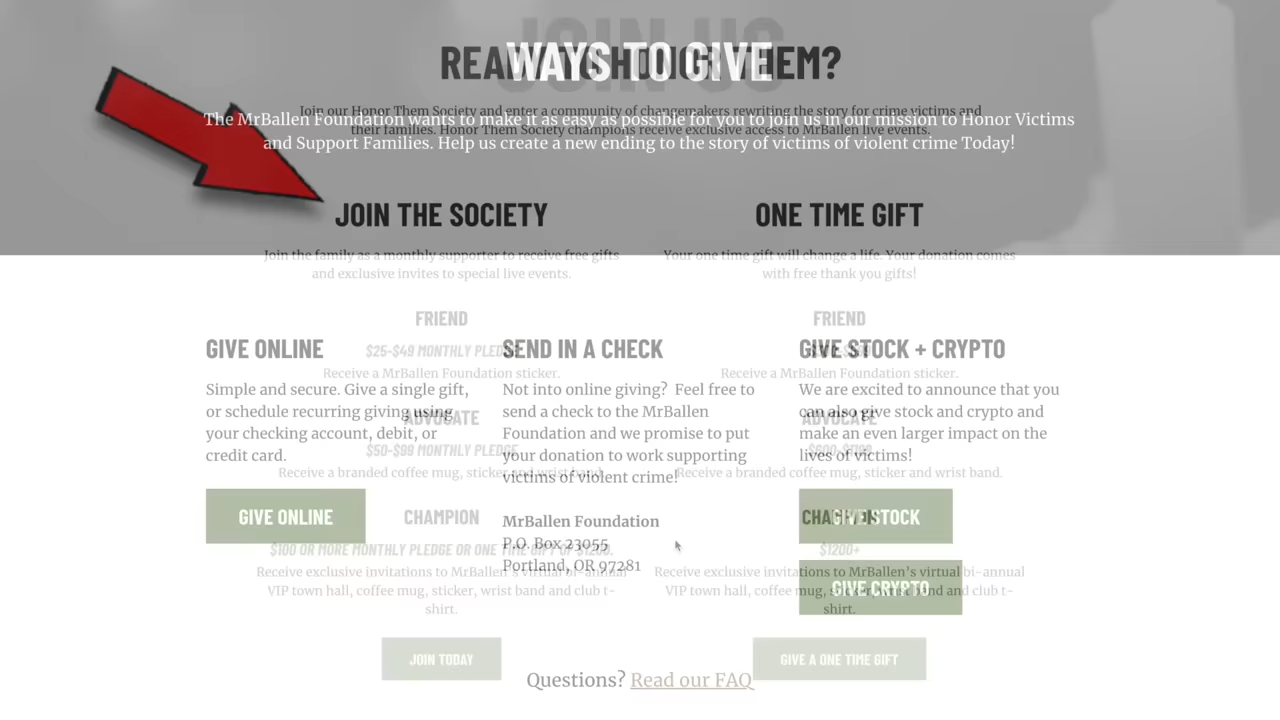 JOIN US
READY TO HONOR THEM?
WAYS TO GIVE
Join our Honor Them Society and enter a community of changemakers rewriting the story for crime victims and
their families. Honor Them Society champions receive exclusive access to MrBallen live events.
The MrBallen Foundation wants to make it as easy as possible for you to join us in our mission to Honor Victims
and Support Families. Help us create a new ending to the story of victims of violent crime Today!
JOIN THE SOCIETY
Join the family as a monthly supporter to receive free gifts
and exclusive invites to special live events.
FRIEND
$25-$49 MONTHLY PLEDGE
Receive a MrBallen Foundation sticker.
ADVOCATE
$50-$99 MONTHLY PLEDGE
Receive a branded coffee mug, sticker and wrist band.
CHAMPION
$100 OR MORE MONTHLY PLEDGE OR ONE TIME GIFT OF $1200.
Receive exclusive invitations to MrBallen's virtual bi-annual
VIP town hall, coffee mug, sticker, wrist band and club t-
shirt.
JOIN TODAY
ONE TIME GIFT
Your one time gift will change a life. Your donation comes
with free thank you gifts!
FRIEND
Receive a MrBallen Foundation sticker.
ADVOCATE
Receive a branded coffee mug, sticker and wrist band.
CHAMPION
$1200+
Receive exclusive invitations to MrBallen's virtual bi-annual
VIP town hall, coffee mug, sticker, wrist band and club t-
shirt.
GIVE A ONE TIME GIFT
GIVE ONLINE
Simple and secure. Give a single gift,
or schedule recurring giving using
your checking account, debit, or
credit card.
GIVE ONLINE
SEND IN A CHECK
Not into online giving? Feel free to
send a check to the MrBallen
Foundation and we promise to put
your donation to work supporting
victims of violent crime!
MrBallen Foundation
P.O. Box 23055
Portland, OR 97281
GIVE STOCK + CRYPTO
We are excited to announce that you
can also give stock and crypto and
make an even larger impact on the
lives of victims!
GIVE STOCK
GIVE CRYPTO
Questions? Read our FAQ